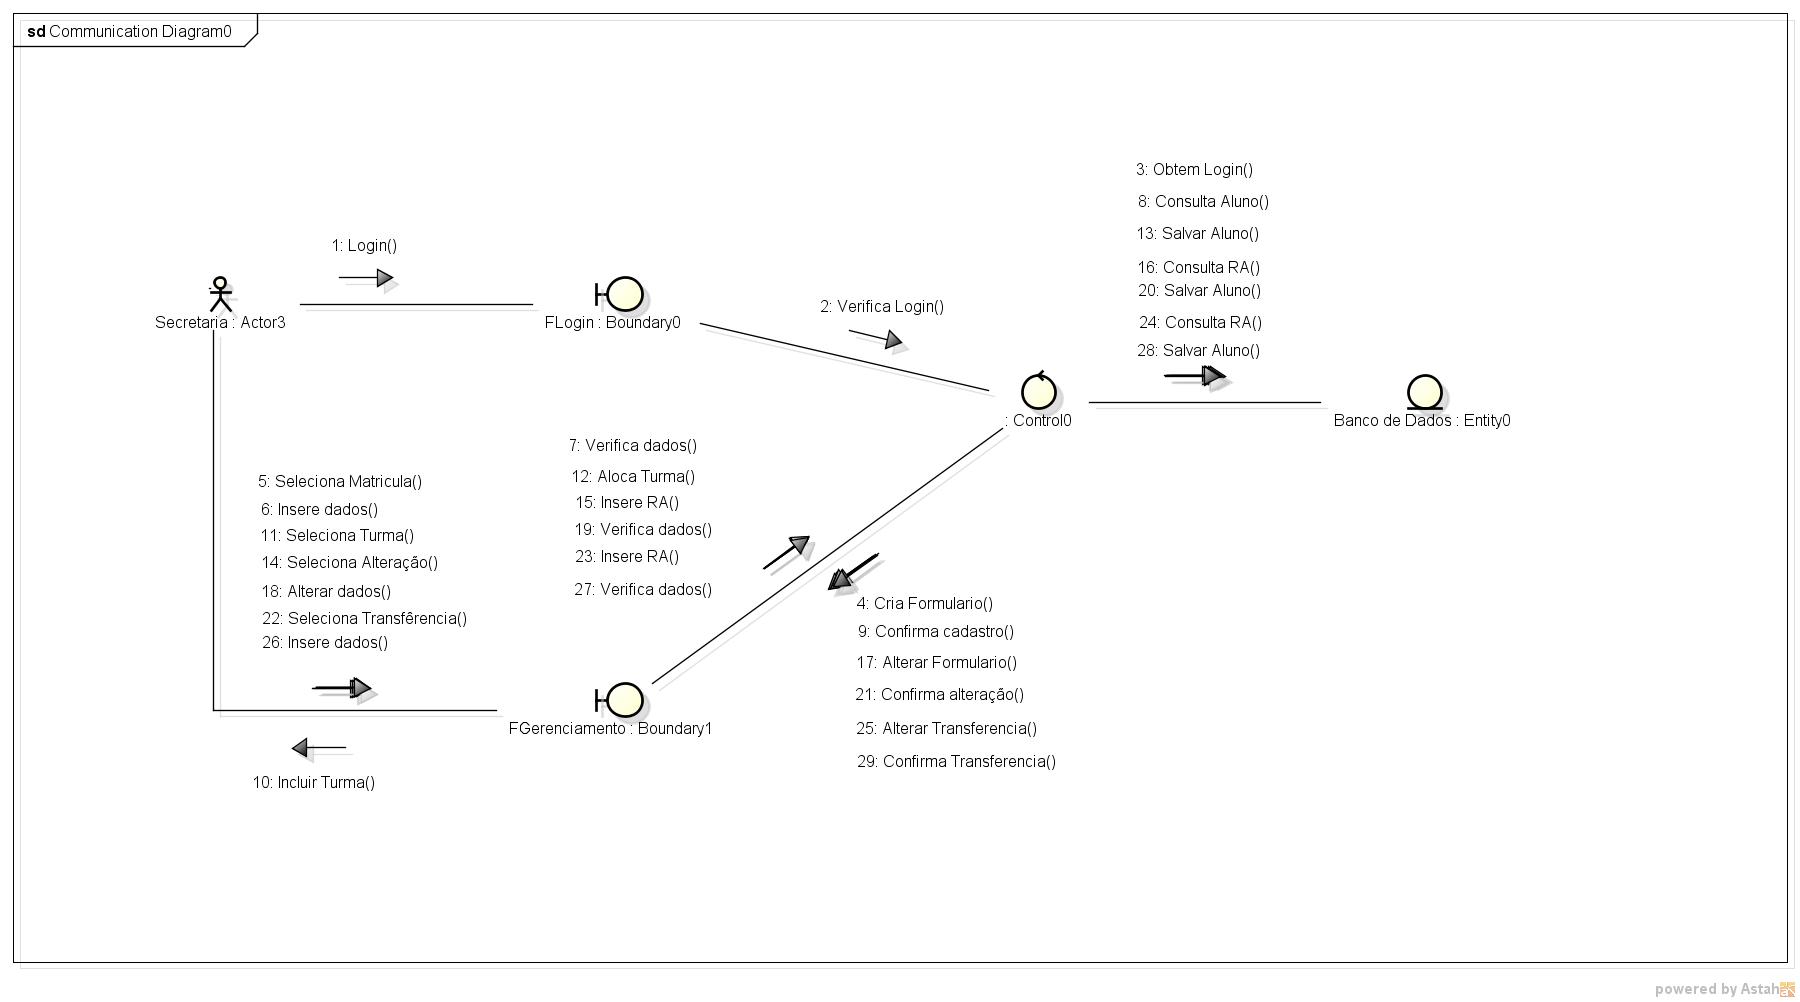 sd Communication Diagram0
3: Obtem Login()
8: Consulta Aluno()
13: Salvar Aluno()
16: Consulta RA()
20: Salvar Aluno()
24: Consulta RA()
28: Salvar Aluno()
1: Login()
Secretaria : Actor3
FLogin : Boundary0
2: Verifica Login()
: Control0
Banco de Dados : Entity0
7: Verifica dados()
12: Aloca Turma()
15: Insere RA()
19: Verifica dados()
23: Insere RA()
27: Verifica dados()
5: Seleciona Matricula()
6: Insere dados()
11: Seleciona Turma()
14: Seleciona Alteração()
18: Alterar dados()
22: Seleciona Transfêrencia()
26: Insere dados()
4: Cria Formulario()
9: Confirma cadastro()
17: Alterar Formulario()
21: Confirma alteração()
25: Alterar Transferencia()
29: Confirma Transferencia()
FGerenciamento : Boundary1
10: Incluir Turma()
powered by Astah